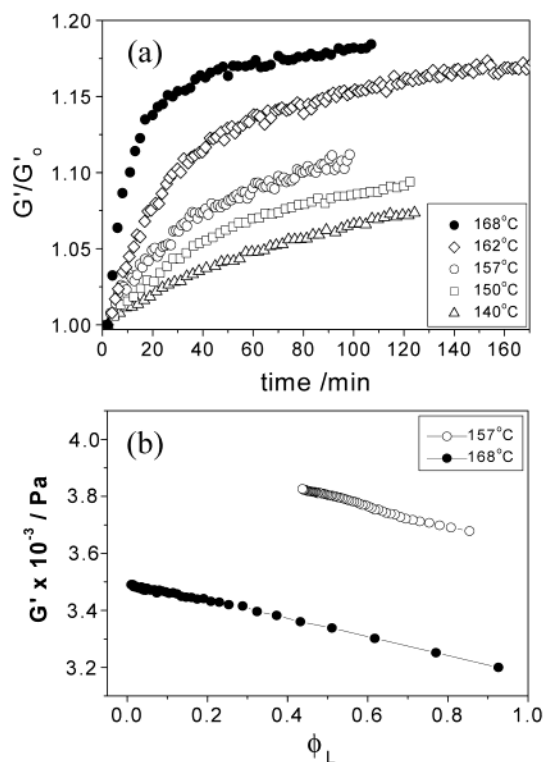 (a)
1.20
1.15
1.10
1.05
1.00
G'/G'ₒ
168°C
162°C
157°C
150°C
140°C
0 20 40 60 80 100 120 140 160
time /min
(b)
157°C
168°C
4.0
3.8
3.6
3.4
3.2
G' x 10⁻³ / Pa
0.0 0.2 0.4 0.6 0.8 1.0
ϕL